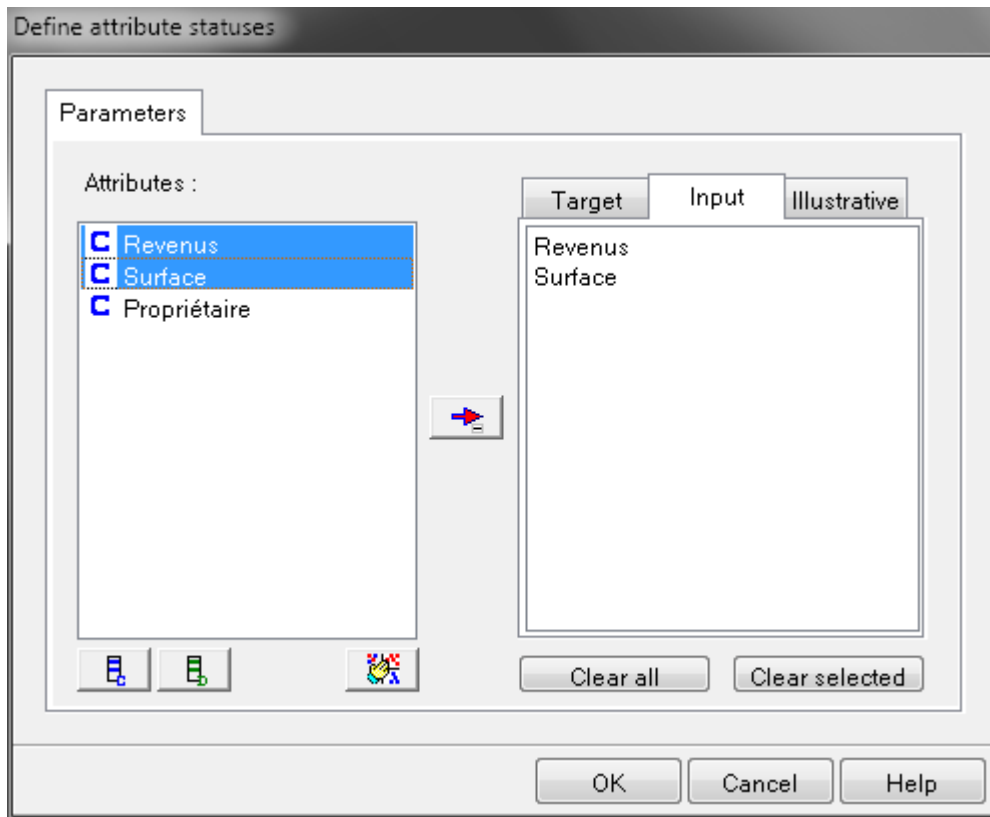 Define attribute statuses
Parameters
Attributes :
C Revenus
C Surface
C Propriétaire
Target Input Illustrative
Revenus
Surface
Clear all Clear selected
OK Cancel Help